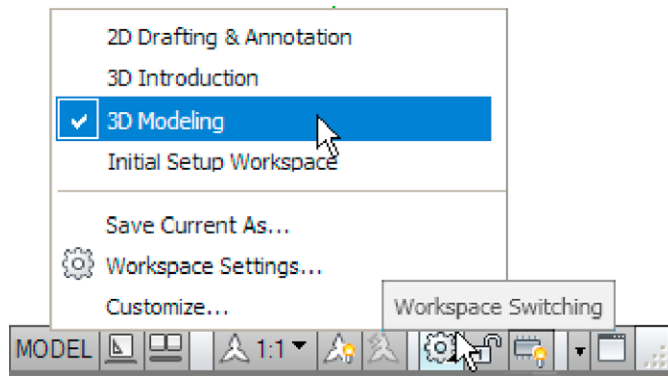 2D Drafting & Annotation
3D Introduction
3D Modeling
Initial Setup Workspace
Save Current As...
Workspace Settings...
Customize...
Workspace Switching
MODEL 1:1